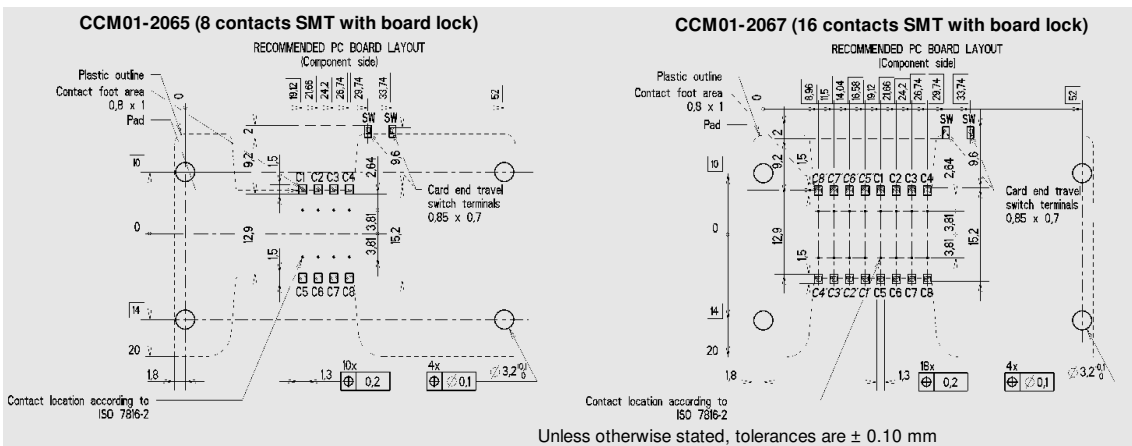 CCM01-2065 (8 contacts SMT with board lock)
RECOMMENDED PC BOARD LAYOUT
(Component side)
Plastic outline
Contact foot area
0,8 x 1
Pad
0
19,12
21,66
24,2
26,74
29,74
33,74
52
SW SW
2
9,2
1,5
2,64
9,6
10
C1 C2 C3 C4
Card end travel
switch terminals
0,85 x 0,7
0
12,9
3,81 3,81
15,2
1,5
C5 C6 C7 C8
14
20
1,8
1,3
10x
0,2
4x
Ø 0,1
Ø 3,2 0,1 0
Contact location according to
ISO 7816-2
CCM01-2067 (16 contacts SMT with board lock)
RECOMMENDED PC BOARD LAYOUT
(Component side)
Plastic outline
Contact foot area
0,8 x 1
Pad
0
8,96
11,5
14,04
16,58
19,12
21,66
24,2
26,74
29,74
33,74
52
SW SW
2
9,2
1,5
2,64
9,6
10
C8 C7 C6 C5 C1 C2 C3 C4
Card end travel
switch terminals
0,85 x 0,7
0
12,9
3,81 3,81
15,2
1,5
C4' C3' C2' C1' C5 C6 C7 C8
14
20
1,8
1,3
18x
0,2
4x
Ø 0,1
Ø 3,2 0,1 0
Contact location according to
ISO 7816-2
Unless otherwise stated, tolerances are ± 0.10 mm